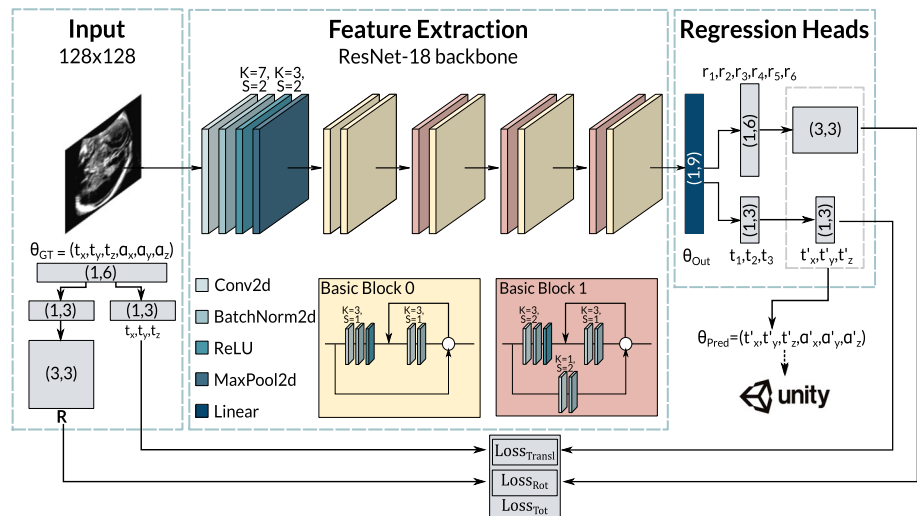 Input
128x128
Feature Extraction
ResNet-18 backbone
Regression Heads
K=7, K=3,
S=2 S=2
r₁,r₂,r₃,r₄,r₅,r₆
(1,9)
(1,6)
(3,3)
(1,3)
(1,3)
θOut
t₁,t₂,t₃
t'x,t'y,t'z
θGT = (tx,ty,tz,ax,ay,az)
(1,6)
(1,3)
(1,3)
tx,ty,tz
(3,3)
R
Conv2d
BatchNorm2d
ReLU
MaxPool2d
Linear
Basic Block 0
K=3,
S=1
K=3,
S=1
Basic Block 1
K=3,
S=2
K=3,
S=1
K=1,
S=2
θPred=(t'x,t'y,t'z,a'x,a'y,a'z)
unity
LossTransl
LossRot
LossTot